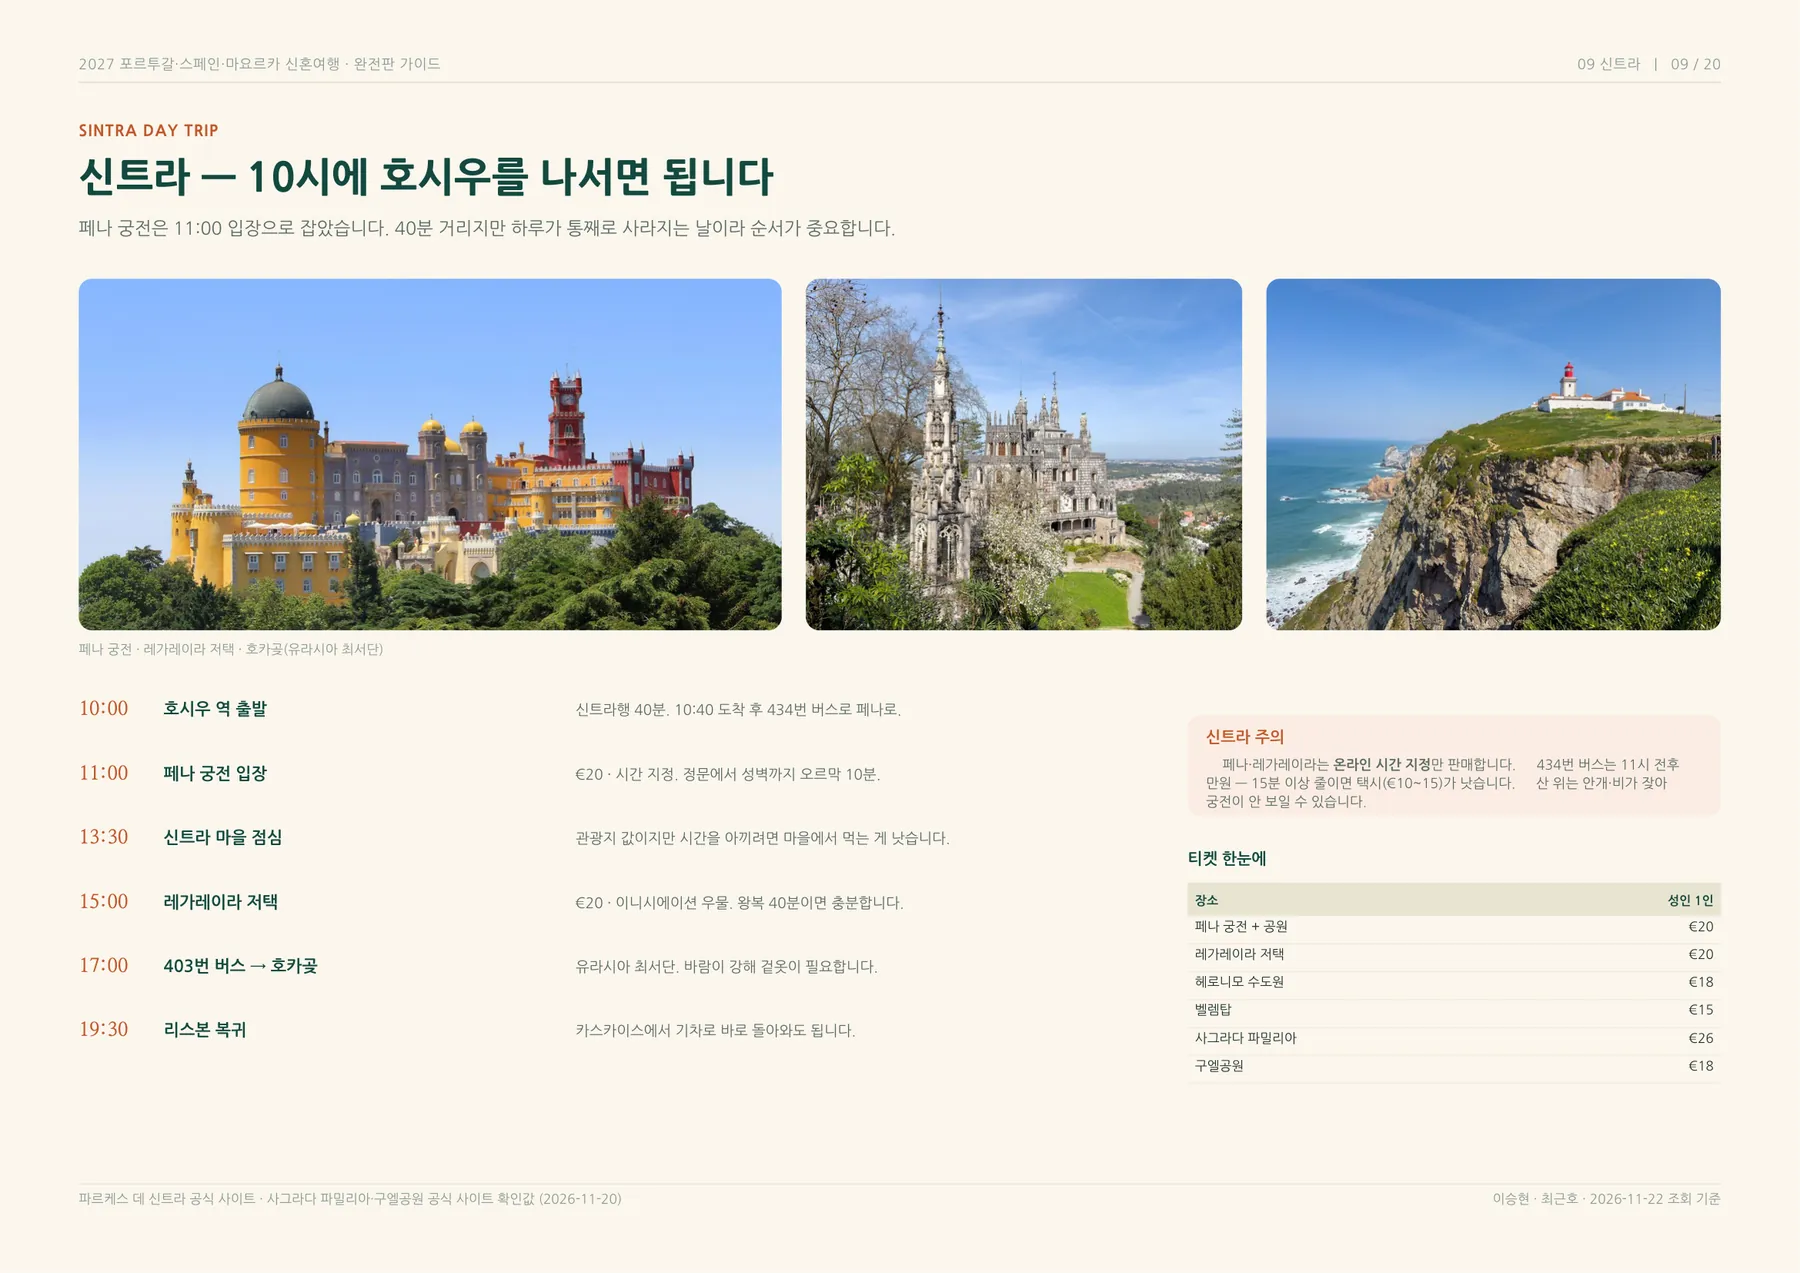 2027 포르투갈·스페인·마요르카 신혼여행 · 완전판 가이드
09 신트라 | 09 / 20
SINTRA DAY TRIP
신트라 — 10시에 호시우를 나서면 됩니다
페나 궁전은 11:00 입장으로 잡았습니다. 40분 거리지만 하루가 통째로 사라지는 날이라 순서가 중요합니다.
페나 궁전 · 레가레이라 저택 · 호카곶(유라시아 최서단)
10:00 호시우 역 출발 신트라행 40분. 10:40 도착 후 434번 버스로 페나로.
11:00 페나 궁전 입장 €20 · 시간 지정. 정문에서 성벽까지 오르막 10분.
13:30 신트라 마을 점심 관광지 값이지만 시간을 아끼려면 마을에서 먹는 게 낫습니다.
15:00 레가레이라 저택 €20 · 이니시에이션 우물. 왕복 40분이면 충분합니다.
17:00 403번 버스 → 호카곶 유라시아 최서단. 바람이 강해 겉옷이 필요합니다.
19:30 리스본 복귀 카스카이스에서 기차로 바로 돌아와도 됩니다.
신트라 주의
페나·레가레이라는 온라인 시간 지정만 판매합니다. 434번 버스는 11시 전후
만원 — 15분 이상 줄이면 택시(€10~15)가 낫습니다. 산 위는 안개·비가 잦아
궁전이 안 보일 수 있습니다.
티켓 한눈에
장소 성인 1인
페나 궁전 + 공원 €20
레가레이라 저택 €20
헤로니모 수도원 €18
벨렘탑 €15
사그라다 파밀리아 €26
구엘공원 €18
파르케스 데 신트라 공식 사이트 · 사그라다 파밀리아·구엘공원 공식 사이트 확인값 (2026-11-20)
이승현 · 최근호 · 2026-11-22 조회 기준